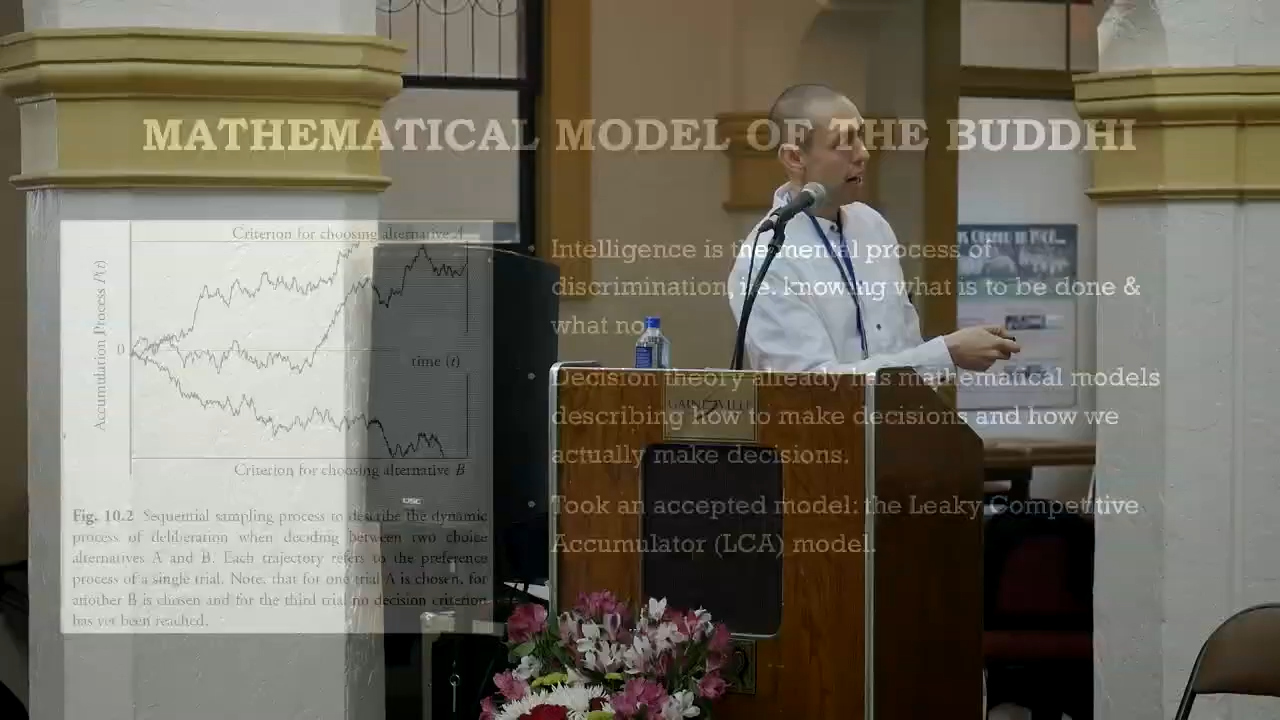 MATHEMATICAL MODEL OF THE BUDDHI
Criterion for choosing alternative A
Accumulation Process P(t)
0
time (t)
Criterion for choosing alternative B
Fig. 10.2 Sequential sampling process to describe the dynamic
process of deliberation when decoding between two choice
alternatives A and B. Each trajectory refers to the preference
process of a single trial. Note, that for one trial A is chosen, for
another B is chosen and for the third trial no decision criterion
has yet been reached.
• Intelligence is the mental process of
discrimination, i.e. knowing what is to be done &
what no
• Decision theory already has mathematical models
describing how to make decisions and how we
actually make decisions.
• Took an accepted model: the Leaky Competitive
Accumulator (LCA) model.
GAINESVILLE
QSC